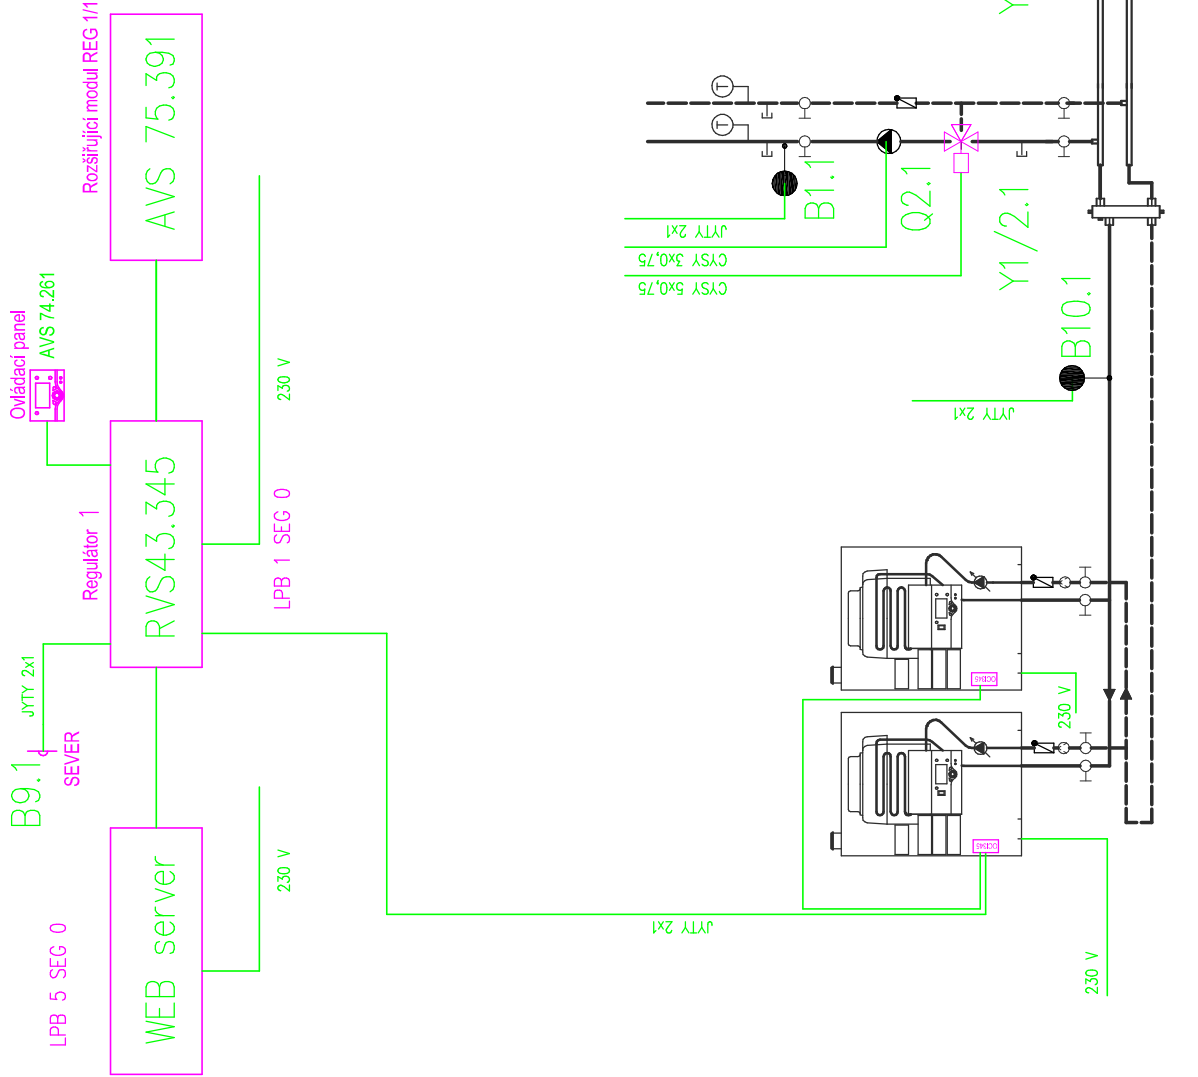 Rozšiřující modul REG 1/1
AVS 75.391
Ovládací panel
AVS 74.261
230 V
Regulátor 1
RVS43.345
LPB 1 SEG 0
JYTY 2x1
B9.1
SEVER
WEB server
230 V
LPB 5 SEG 0
T
T
B1.1
Q2.1
Y1/2.1
Y
JYTY 2x1
CYSY 3x0,75
CYSY 5x0,75
B10.1
JYTY 2x1
OCI345
230 V
OCI345
230 V
JYTY 2x1